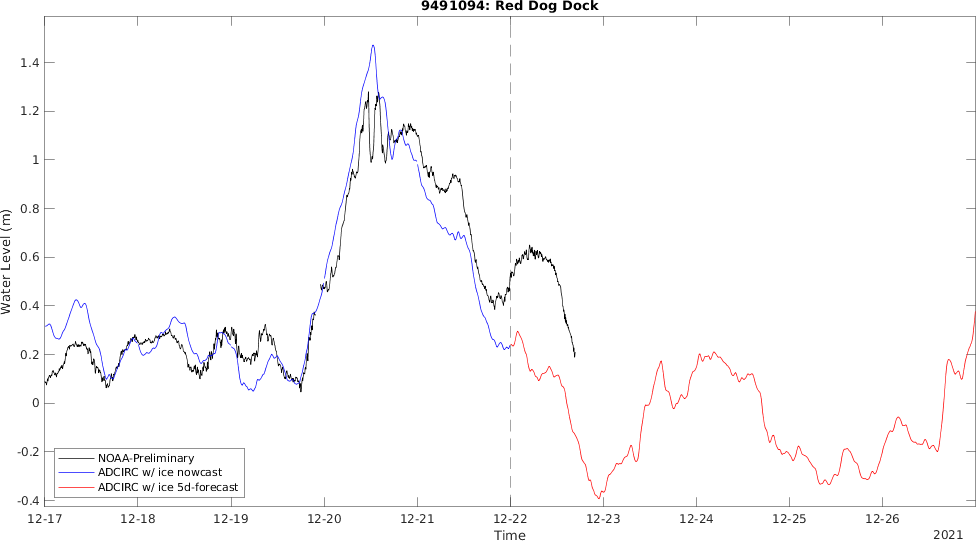 9491094: Red Dog Dock
Water Level (m)
1.4
1.2
1
0.8
0.6
0.4
0.2
0
-0.2
-0.4
NOAA-Preliminary
ADCIRC w/ ice nowcast
ADCIRC w/ ice 5d-forecast
12-17 12-18 12-19 12-20 12-21 12-22 12-23 12-24 12-25 12-26
Time
2021